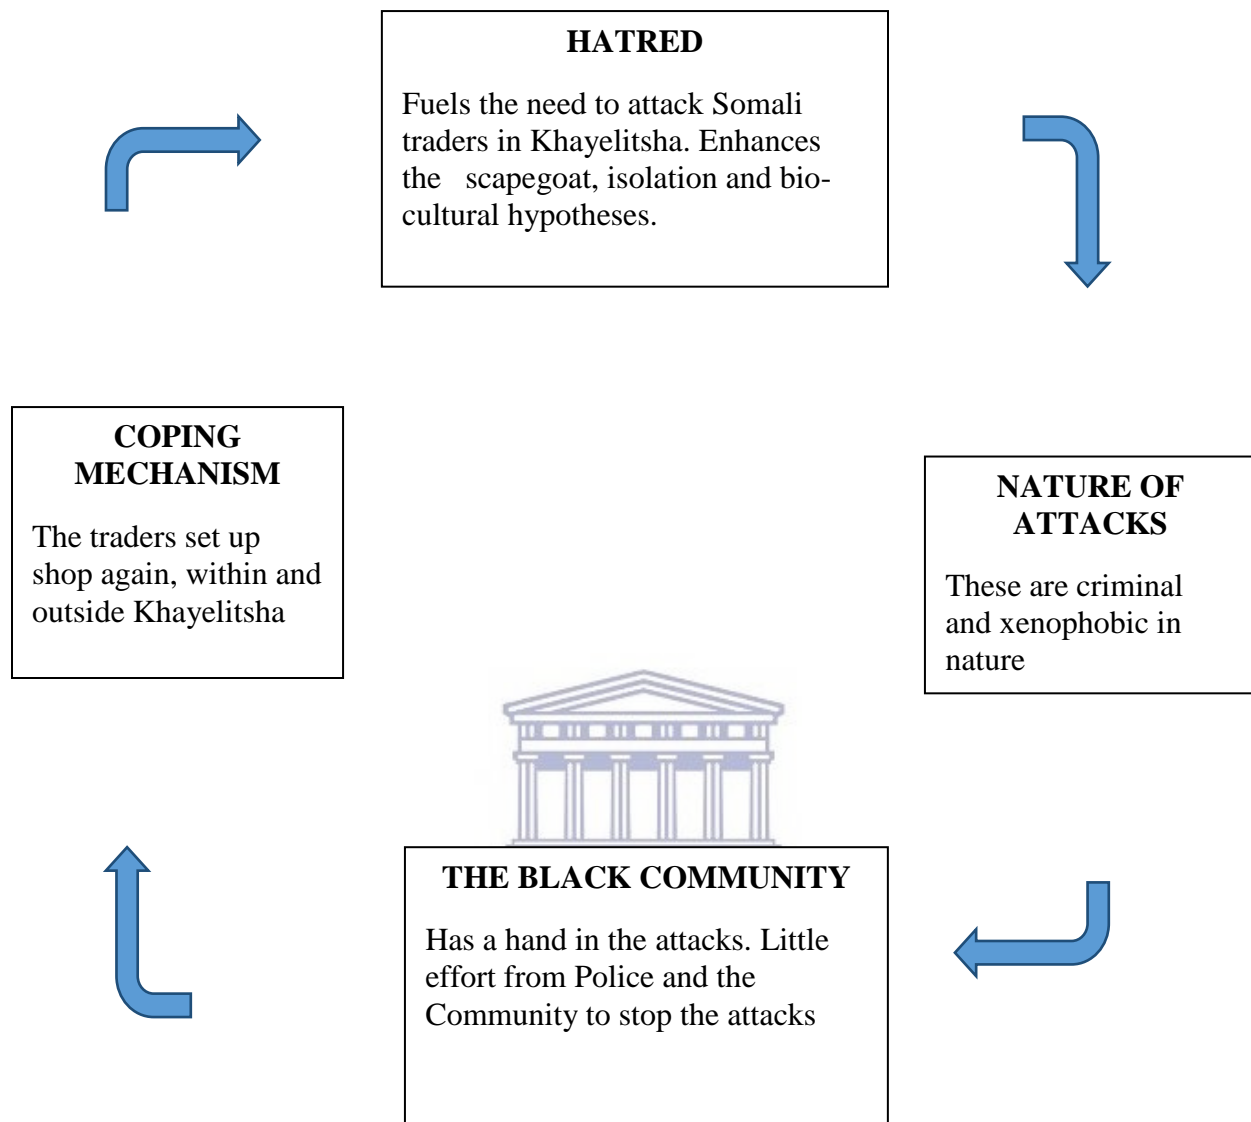 HATRED
Fuels the need to attack Somali
traders in Khayelitsha. Enhances
the scapegoat, isolation and bio-
cultural hypotheses.
COPING
MECHANISM
The traders set up
shop again, within and
outside Khayelitsha
NATURE OF
ATTACKS
These are criminal
and xenophobic in
nature
THE BLACK COMMUNITY
Has a hand in the attacks. Little
effort from Police and the
Community to stop the attacks